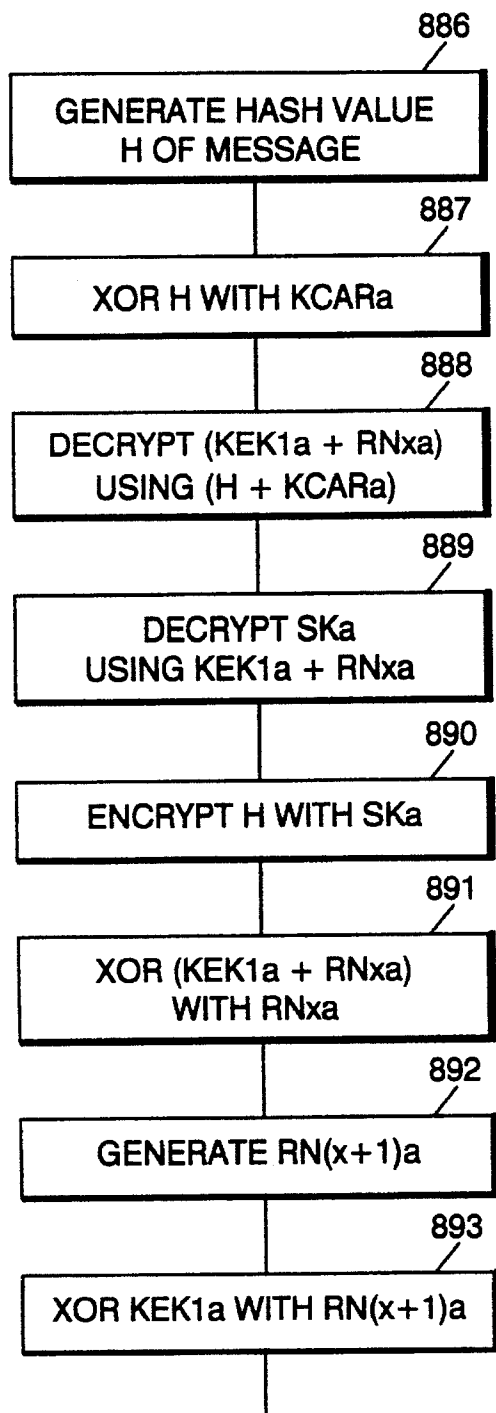 886
GENERATE HASH VALUE
H OF MESSAGE
887
XOR H WITH KCARa
888
DECRYPT (KEK1a + RNxa)
USING (H + KCARa)
889
DECRYPT SKa
USING KEK1a + RNxa
890
ENCRYPT H WITH SKa
891
XOR (KEK1a + RNxa)
WITH RNxa
892
GENERATE RN(x+1)a
893
XOR KEK1a WITH RN(x+1)a